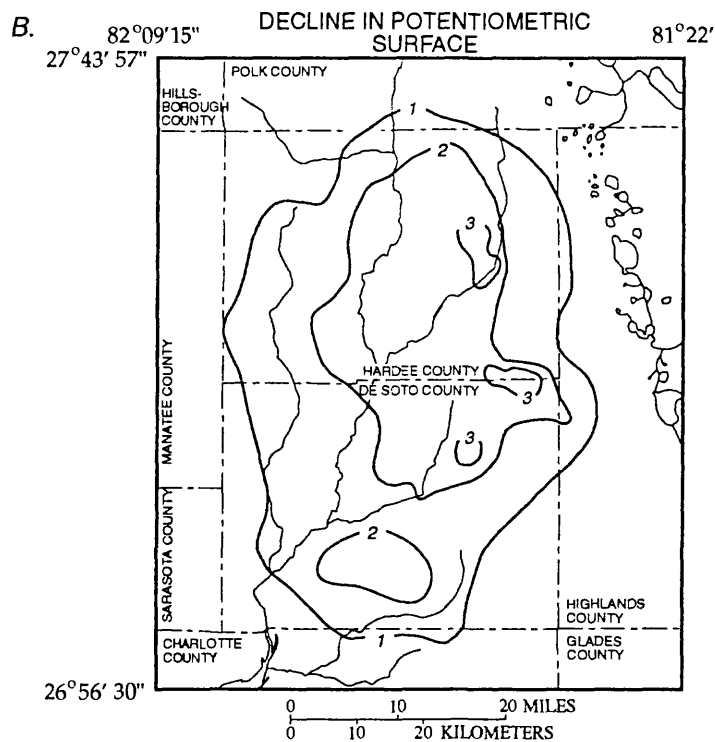 B.
DECLINE IN POTENTIOMETRIC
SURFACE
82°09'15"
81°22'
27°43'57"
POLK COUNTY
HILLS-
BOROUGH
COUNTY
1
2
3
MANATEE COUNTY
HARDEE COUNTY
DE SOTO COUNTY
3
3
SARASOTA COUNTY
2
HIGHLANDS
COUNTY
CHARLOTTE
COUNTY
1
GLADES
COUNTY
26°56'30"
0 10 20 MILES
0 10 20 KILOMETERS